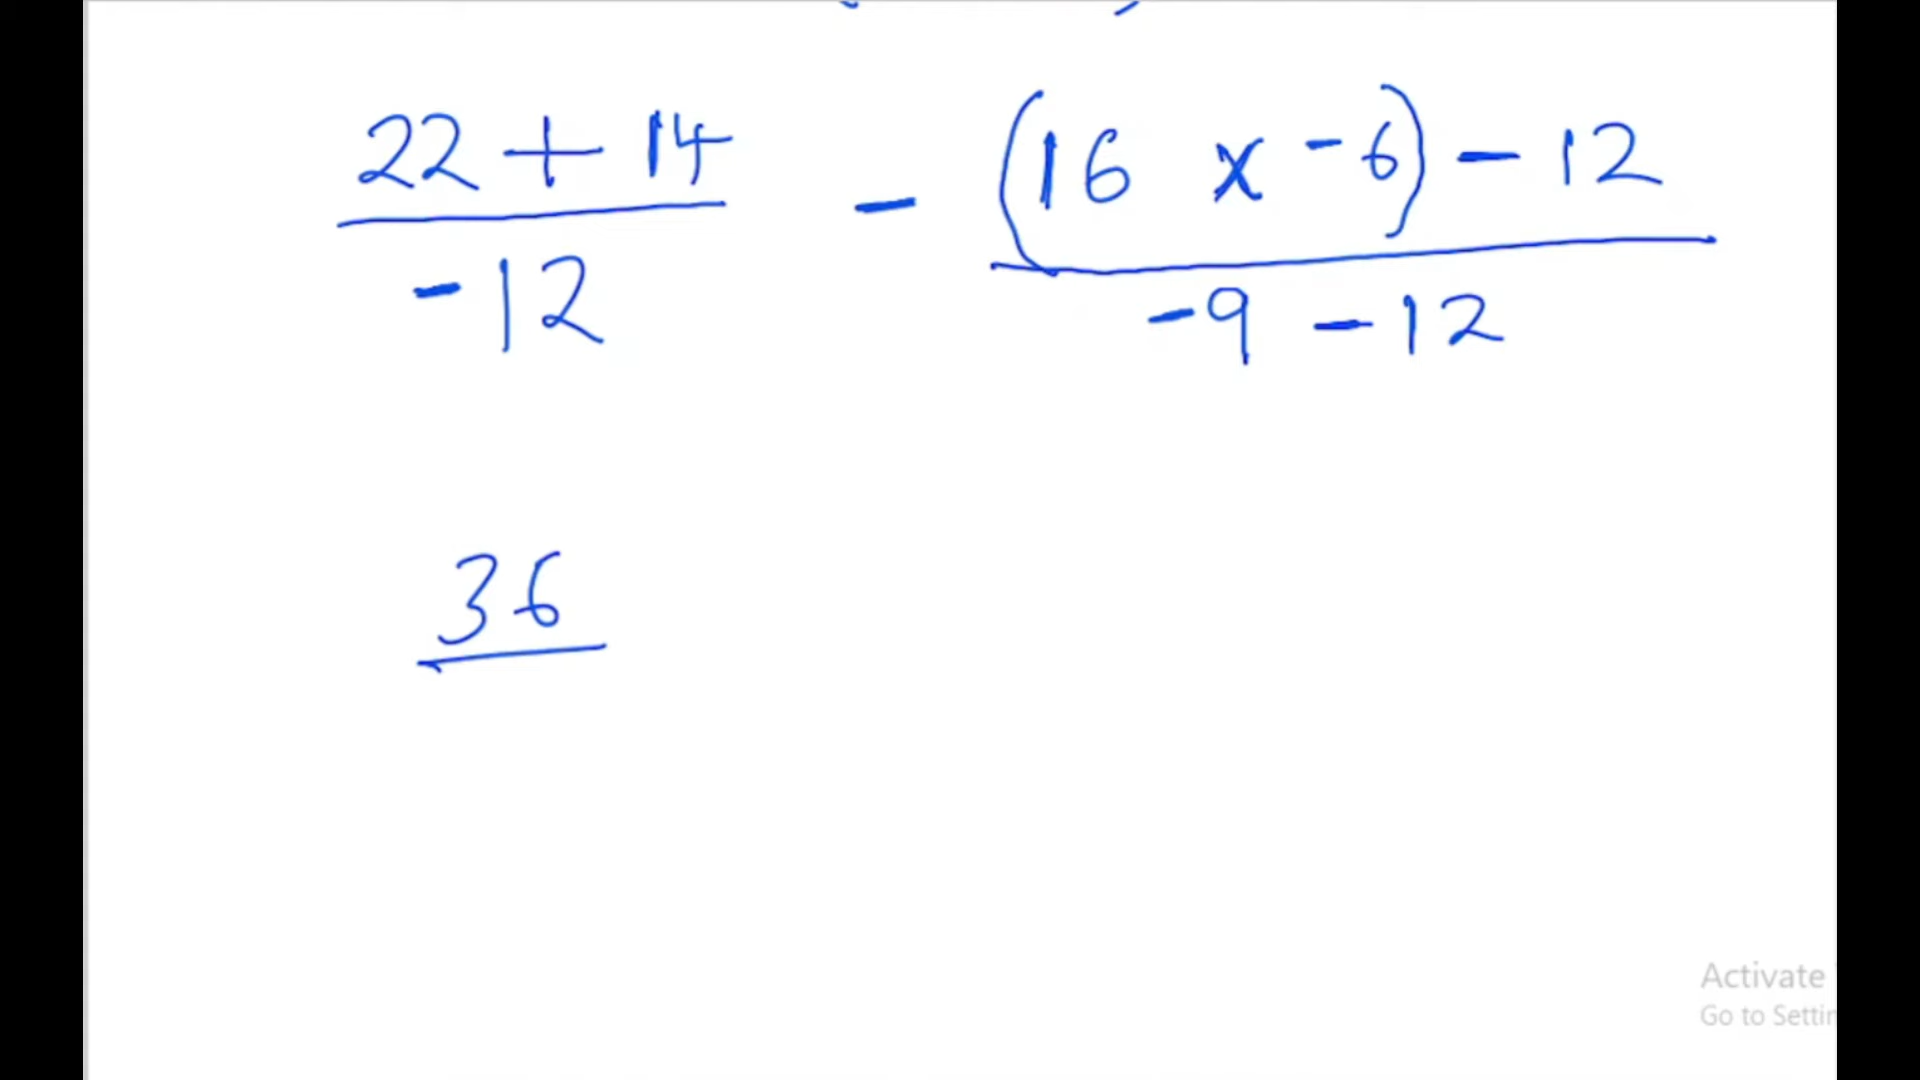 22 + 14 - (16 x -6) - 12
-12 -9 - 12
36
Activate
Go to Settin